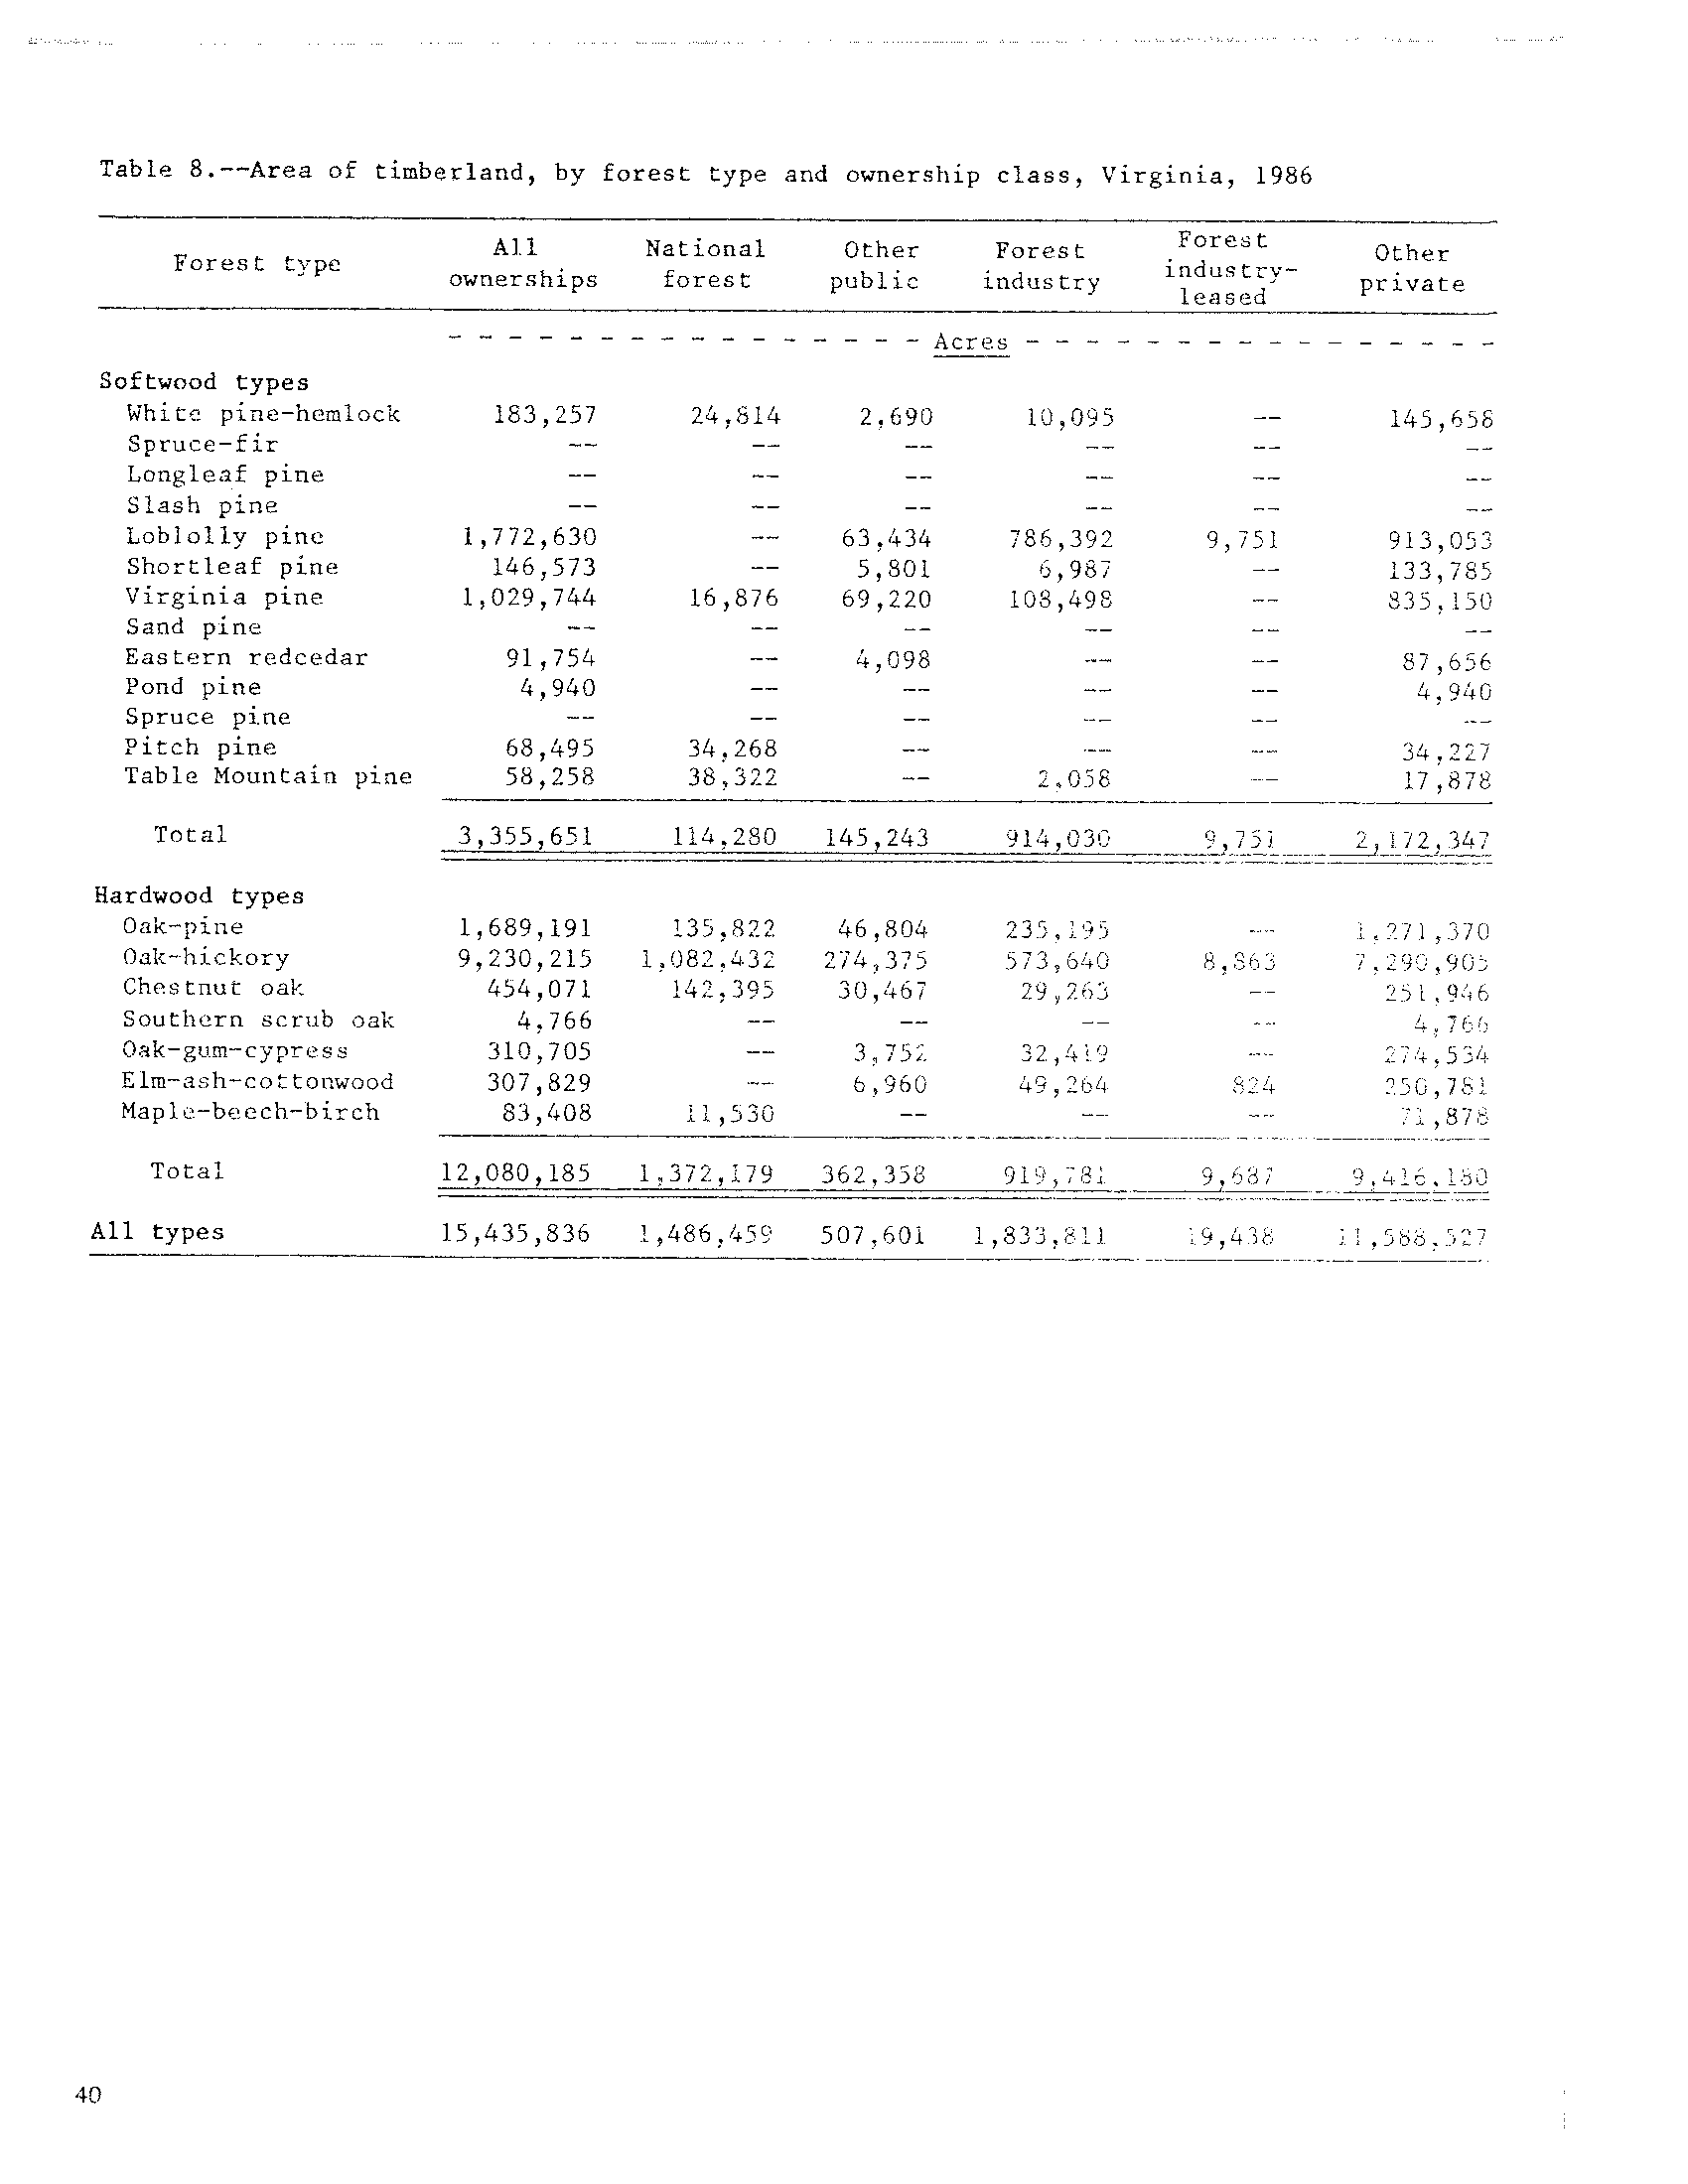 Table 8.--Area of timberland, by forest type and ownership class, Virginia, 1986
Forest type All ownerships National forest Other public Forest industry Forest industry-leased Other private
- - - - - - - - - - - - - - - - Acres - - - - - - - - - - - - - - - -
Softwood types
White pine-hemlock 183,257 24,814 2,690 10,095 -- 145,658
Spruce-fir -- -- -- -- -- --
Longleaf pine -- -- -- -- -- --
Slash pine -- -- -- -- -- --
Loblolly pine 1,772,630 -- 63,434 786,392 9,751 913,053
Shortleaf pine 146,573 -- 5,801 6,987 -- 133,785
Virginia pine 1,029,744 16,876 69,220 108,498 -- 835,150
Sand pine -- -- -- -- -- --
Eastern redcedar 91,754 -- 4,098 -- -- 87,656
Pond pine 4,940 -- -- -- -- 4,940
Spruce pine -- -- -- -- -- --
Pitch pine 68,495 34,268 -- -- -- 34,227
Table Mountain pine 58,258 38,322 -- 2,058 -- 17,878
Total 3,355,651 114,280 145,243 914,030 9,751 2,172,347
Hardwood types
Oak-pine 1,689,191 135,822 46,804 235,195 -- 1,271,370
Oak-hickory 9,230,215 1,082,432 274,375 573,640 8,863 7,290,905
Chestnut oak 454,071 142,395 30,467 29,263 -- 251,946
Southern scrub oak 4,766 -- -- -- -- 4,766
Oak-gum-cypress 310,705 -- 3,752 32,419 -- 274,534
Elm-ash-cottonwood 307,829 -- 6,960 49,264 824 250,781
Maple-beech-birch 83,408 11,530 -- -- -- 71,878
Total 12,080,185 1,372,179 362,358 919,781 9,687 9,416,180
All types 15,435,836 1,486,459 507,601 1,833,811 19,438 11,588,527
40